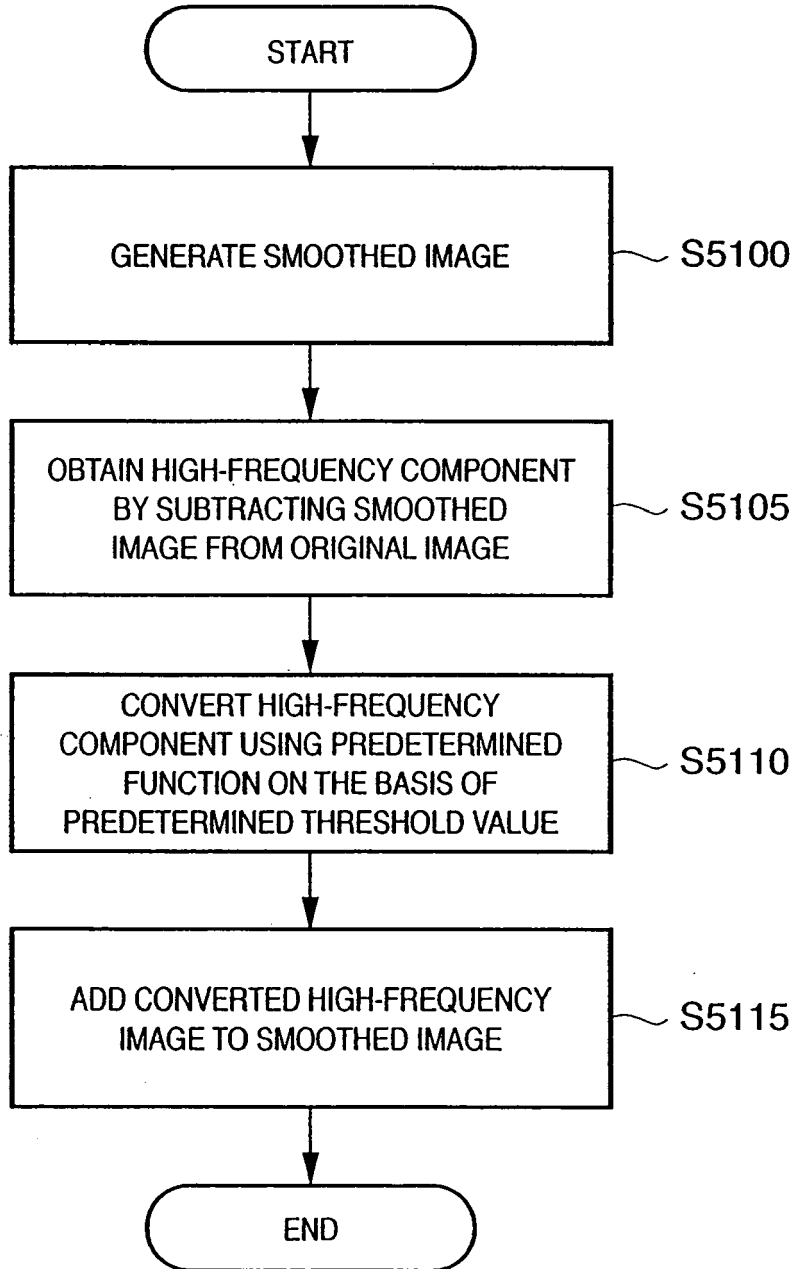 START
GENERATE SMOOTHED IMAGE
S5100
OBTAIN HIGH-FREQUENCY COMPONENT
BY SUBTRACTING SMOOTHED
IMAGE FROM ORIGINAL IMAGE
S5105
CONVERT HIGH-FREQUENCY
COMPONENT USING PREDETERMINED
FUNCTION ON THE BASIS OF
PREDETERMINED THRESHOLD VALUE
S5110
ADD CONVERTED HIGH-FREQUENCY
IMAGE TO SMOOTHED IMAGE
S5115
END